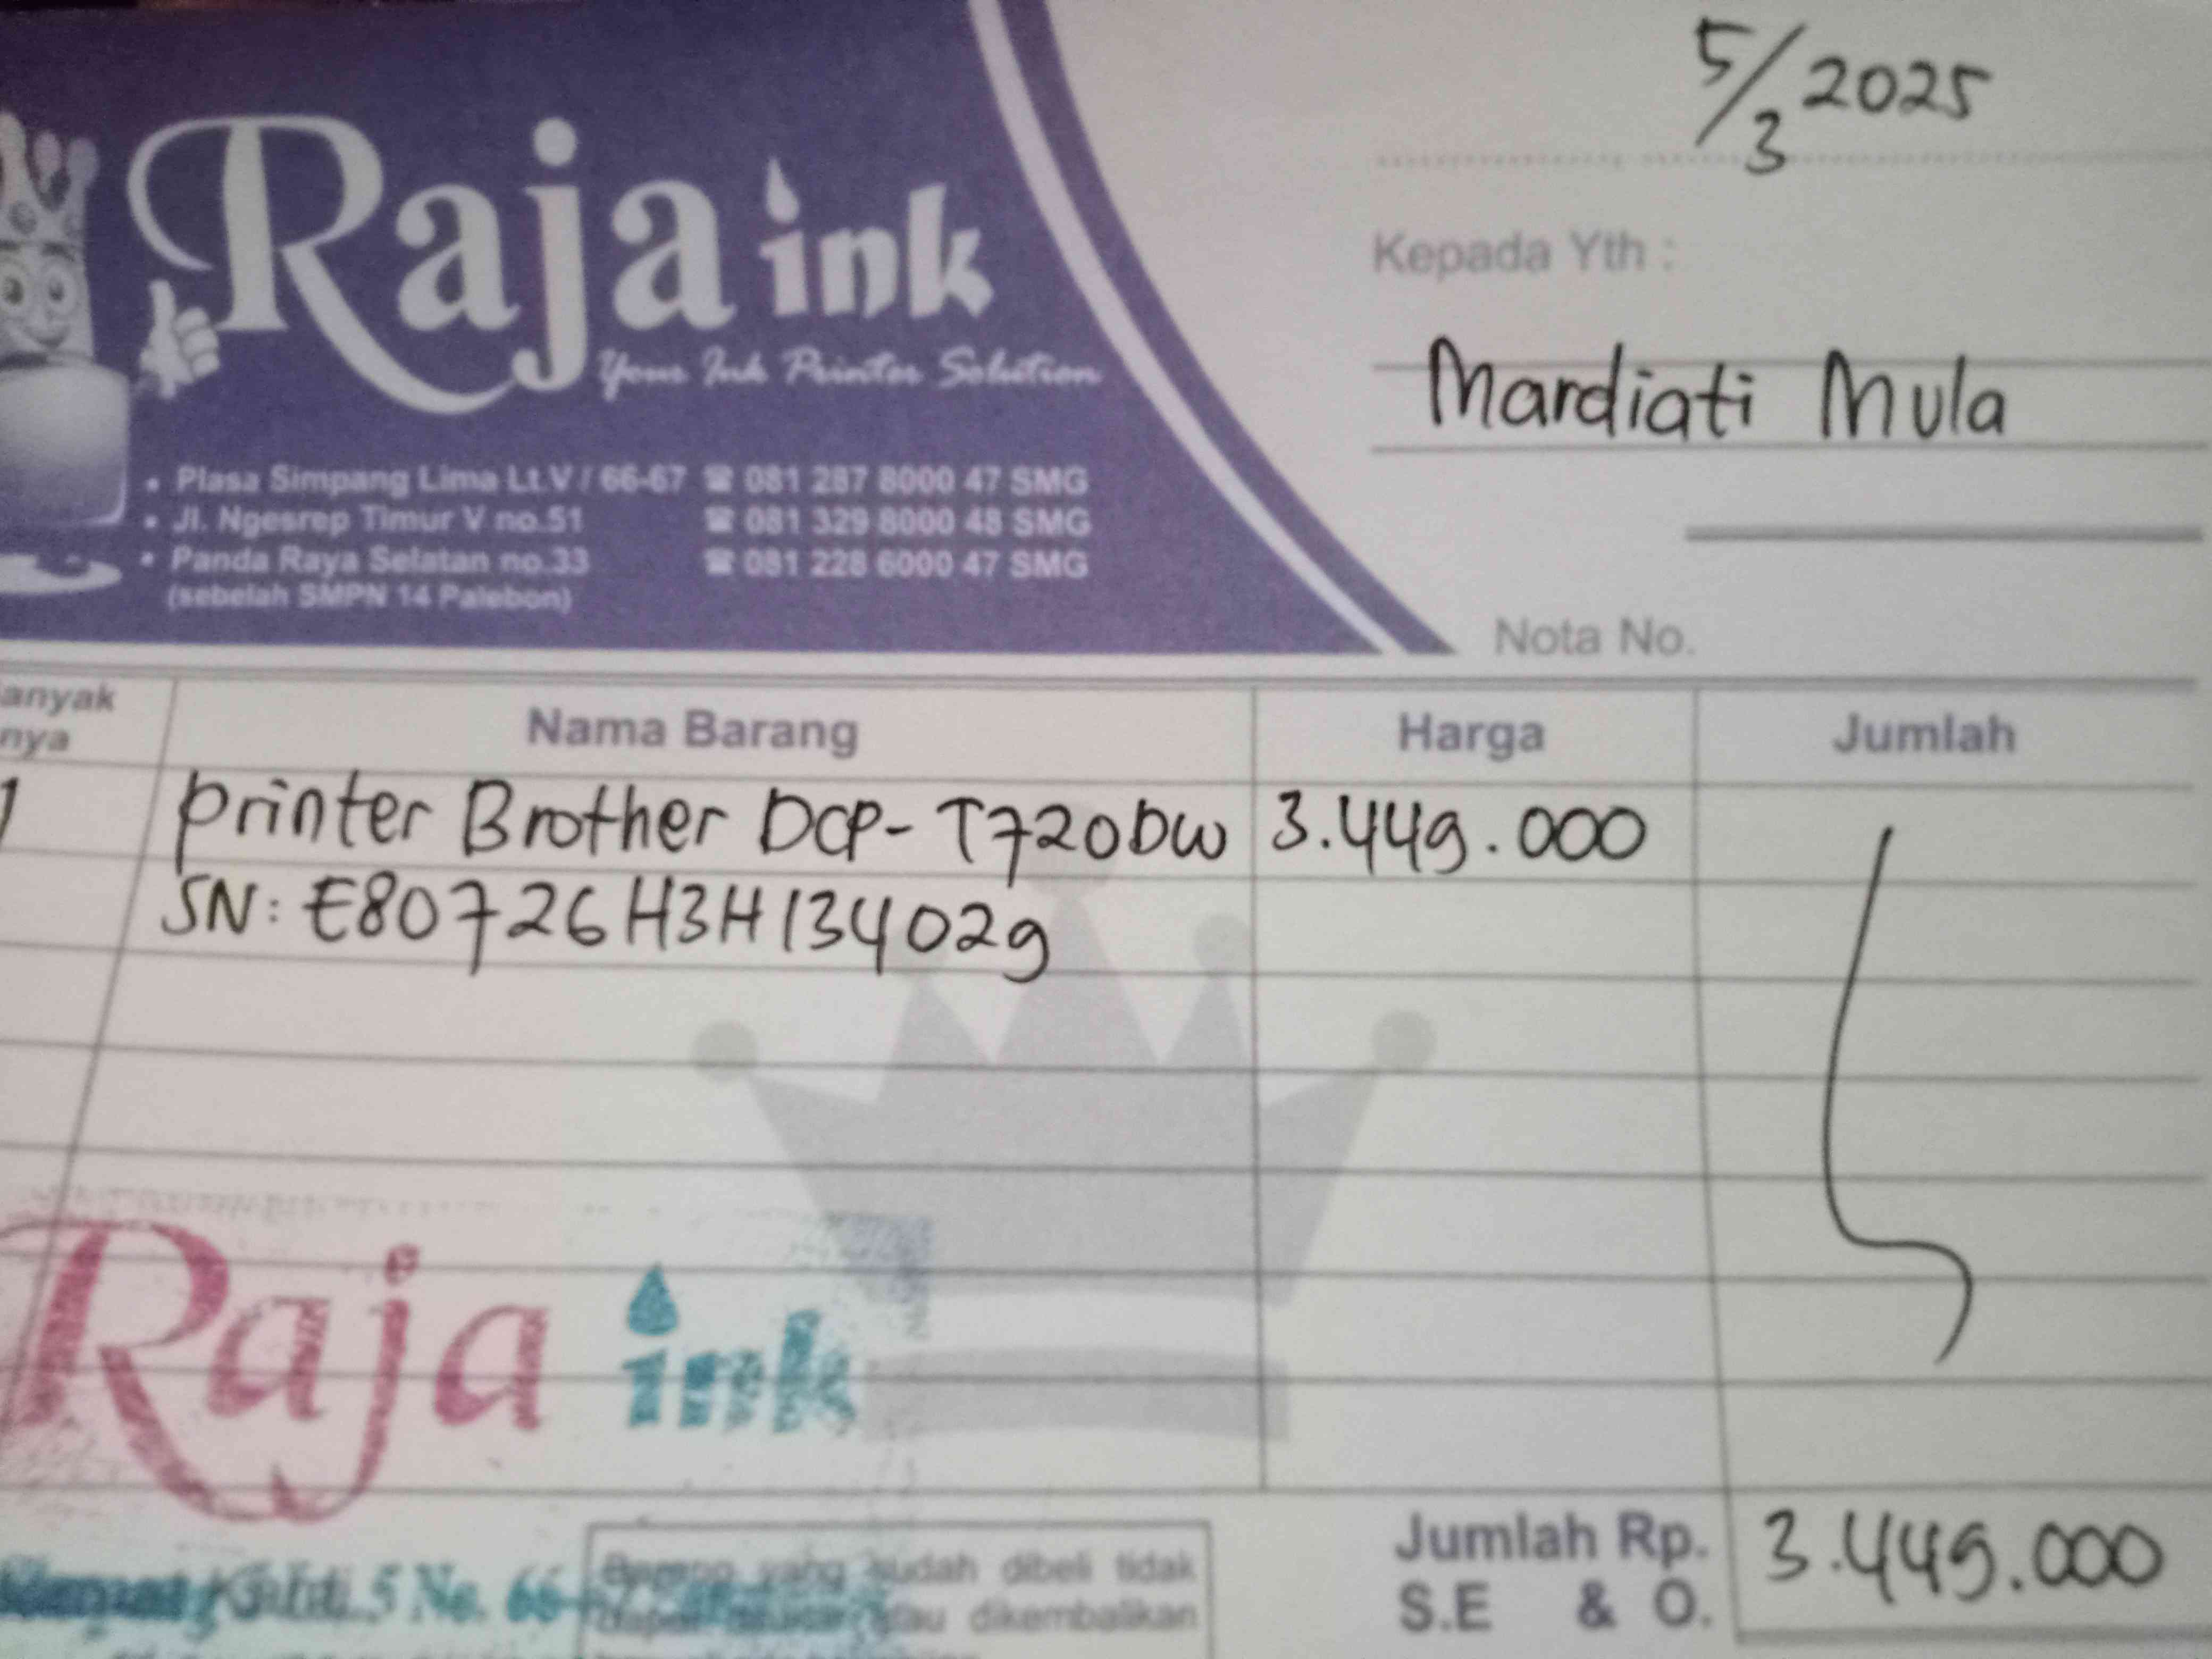 5/3 2025
Raja ink
Your Ink Printer Solution
Kepada Yth :
Mardiati Mula
• Plasa Simpang Lima Lt.V / 66-67 ☎ 081 287 8000 47 SMG
• Jl. Ngesrep Timur V no.51 ☎ 081 329 8000 48 SMG
• Panda Raya Selatan no.33 ☎ 081 228 6000 47 SMG
(sebelah SMPN 14 Palebon)
Nota No.
anyak
nya
Nama Barang Harga Jumlah
1 printer Brother DCP-T720DW 3.449.000
SN: E80726H3H134029
Raja ink
5 No. 66-67
Barang yang sudah dibeli tidak
dapat ditukar atau dikembalikan
Jumlah Rp. 3.449.000
S.E & O.